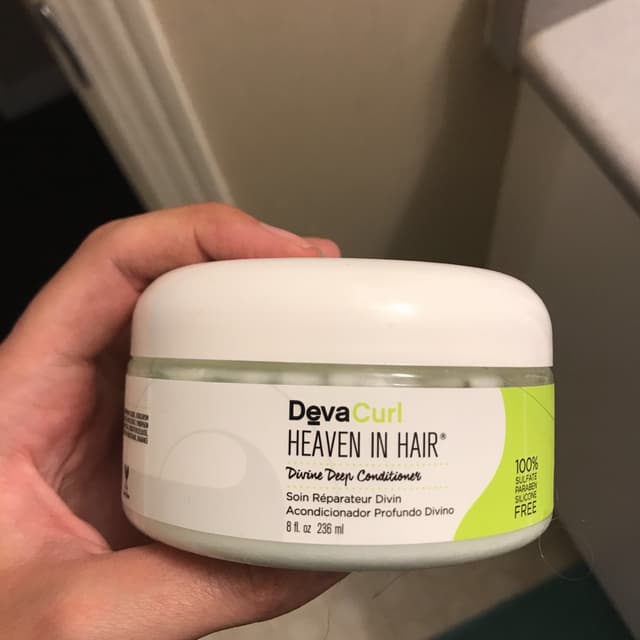 DevaCurl
HEAVEN IN HAIR®
Divine Deep Conditioner
Soin Réparateur Divin
Acondicionador Profundo Divino
8 fl. oz 236 ml
100%
SULFATE
PARABEN
SILICONE
FREE